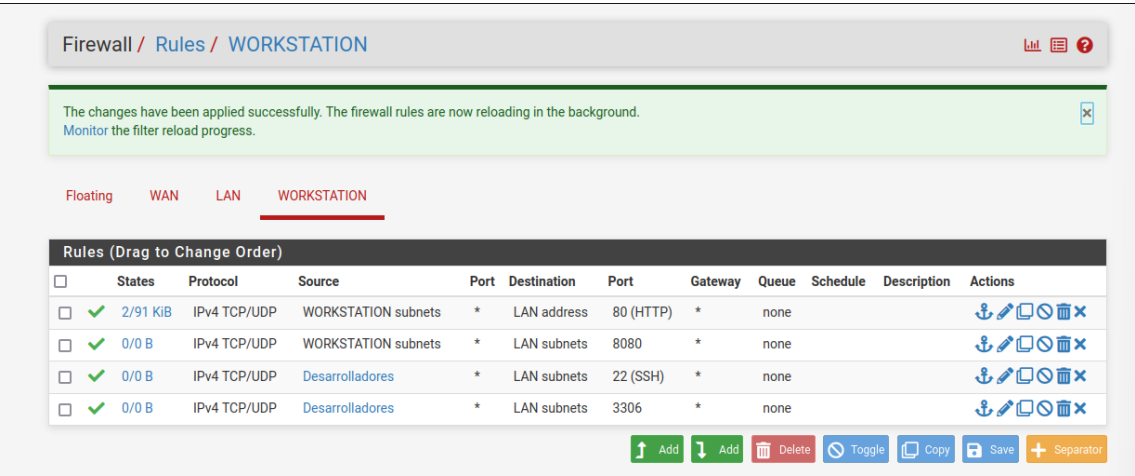 Firewall / Rules / WORKSTATION
The changes have been applied successfully. The firewall rules are now reloading in the background.
Monitor the filter reload progress.
Floating WAN LAN WORKSTATION
Rules (Drag to Change Order)
States Protocol Source Port Destination Port Gateway Queue Schedule Description Actions
2/91 KiB IPv4 TCP/UDP WORKSTATION subnets * LAN address 80 (HTTP) * none
0/0 B IPv4 TCP/UDP WORKSTATION subnets * LAN subnets 8080 * none
0/0 B IPv4 TCP/UDP Desarrolladores * LAN subnets 22 (SSH) * none
0/0 B IPv4 TCP/UDP Desarrolladores * LAN subnets 3306 * none
Add Add Delete Toggle Copy Save Separator